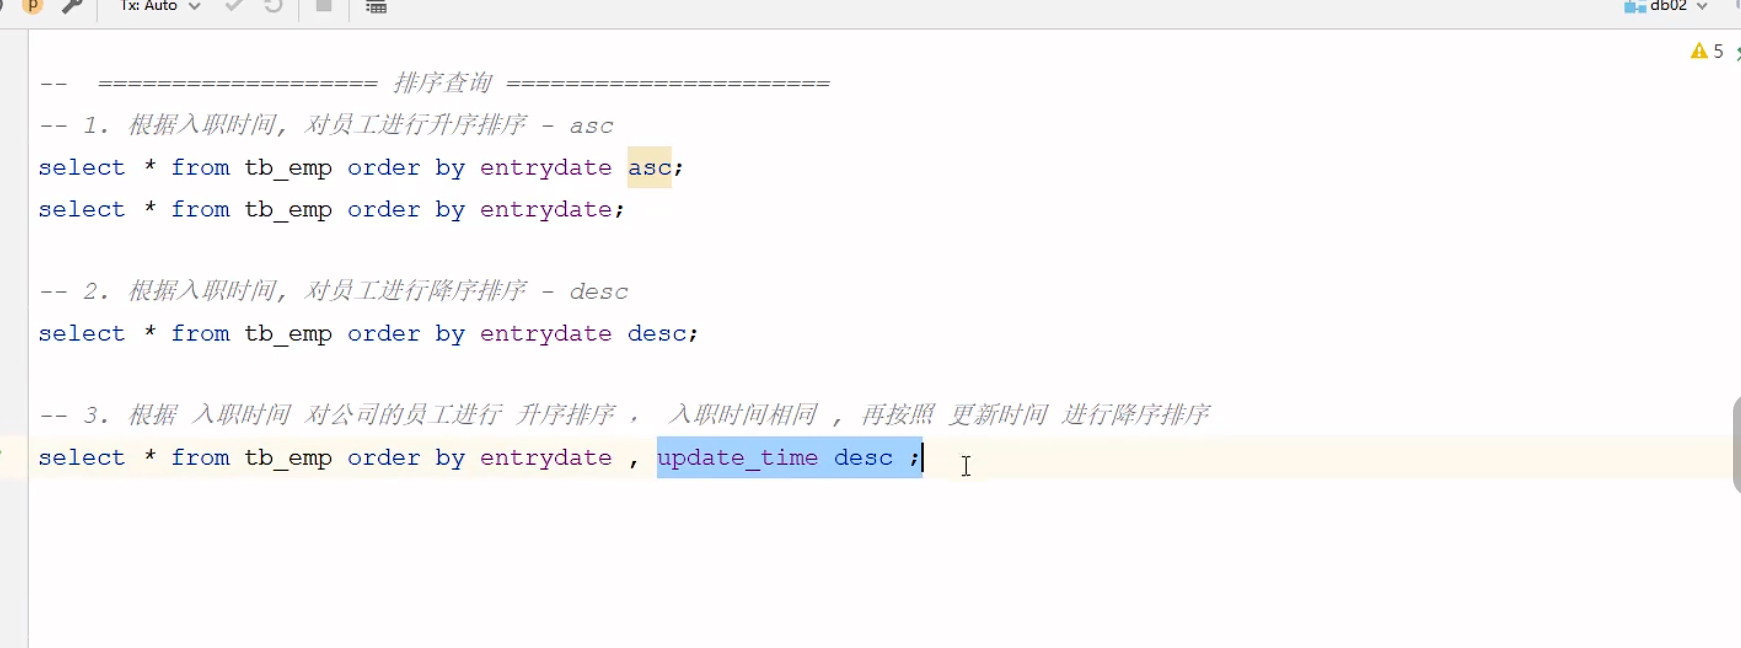 p Tx: Auto db02
5
-- =================== 排序查询 ======================
-- 1. 根据入职时间, 对员工进行升序排序 - asc
select * from tb_emp order by entrydate asc;
select * from tb_emp order by entrydate;
-- 2. 根据入职时间, 对员工进行降序排序 - desc
select * from tb_emp order by entrydate desc;
-- 3. 根据 入职时间 对公司的员工进行 升序排序 ， 入职时间相同 , 再按照 更新时间 进行降序排序
select * from tb_emp order by entrydate , update_time desc ;